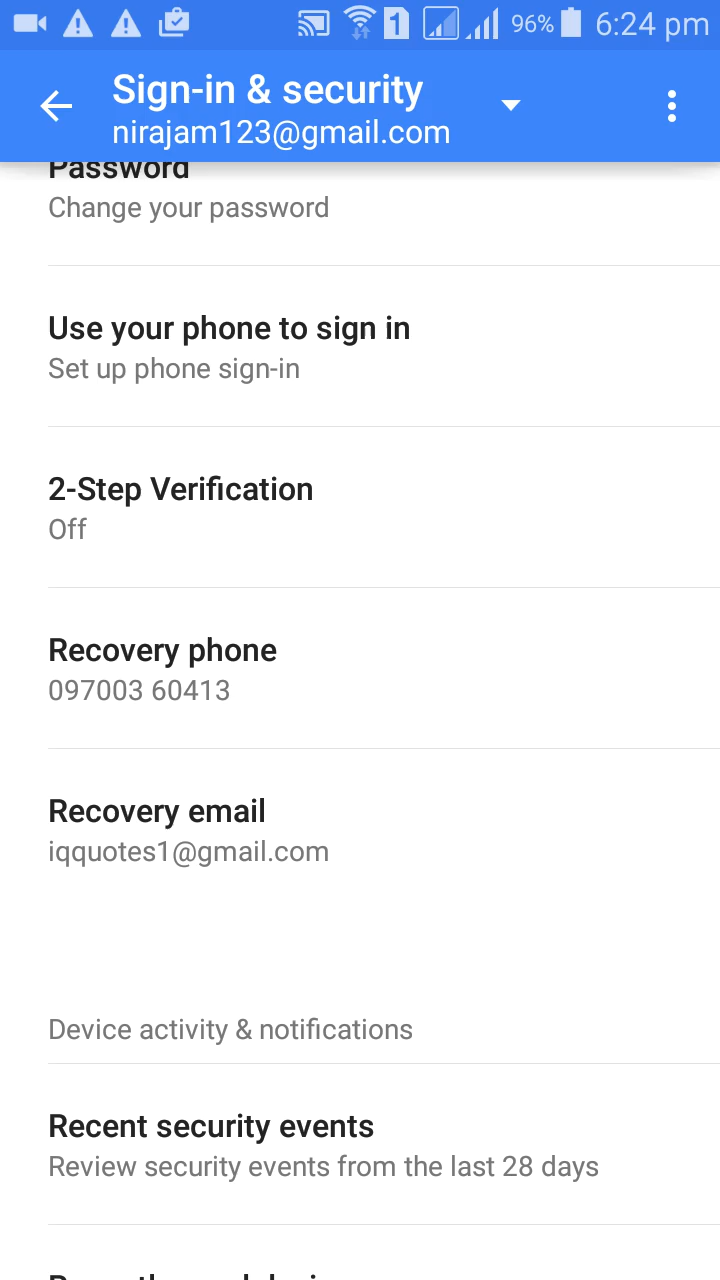 1 96% 6:24 pm
Sign-in & security
nirajam123@gmail.com
Password
Change your password
Use your phone to sign in
Set up phone sign-in
2-Step Verification
Off
Recovery phone
097003 60413
Recovery email
iqquotes1@gmail.com
Device activity & notifications
Recent security events
Review security events from the last 28 days